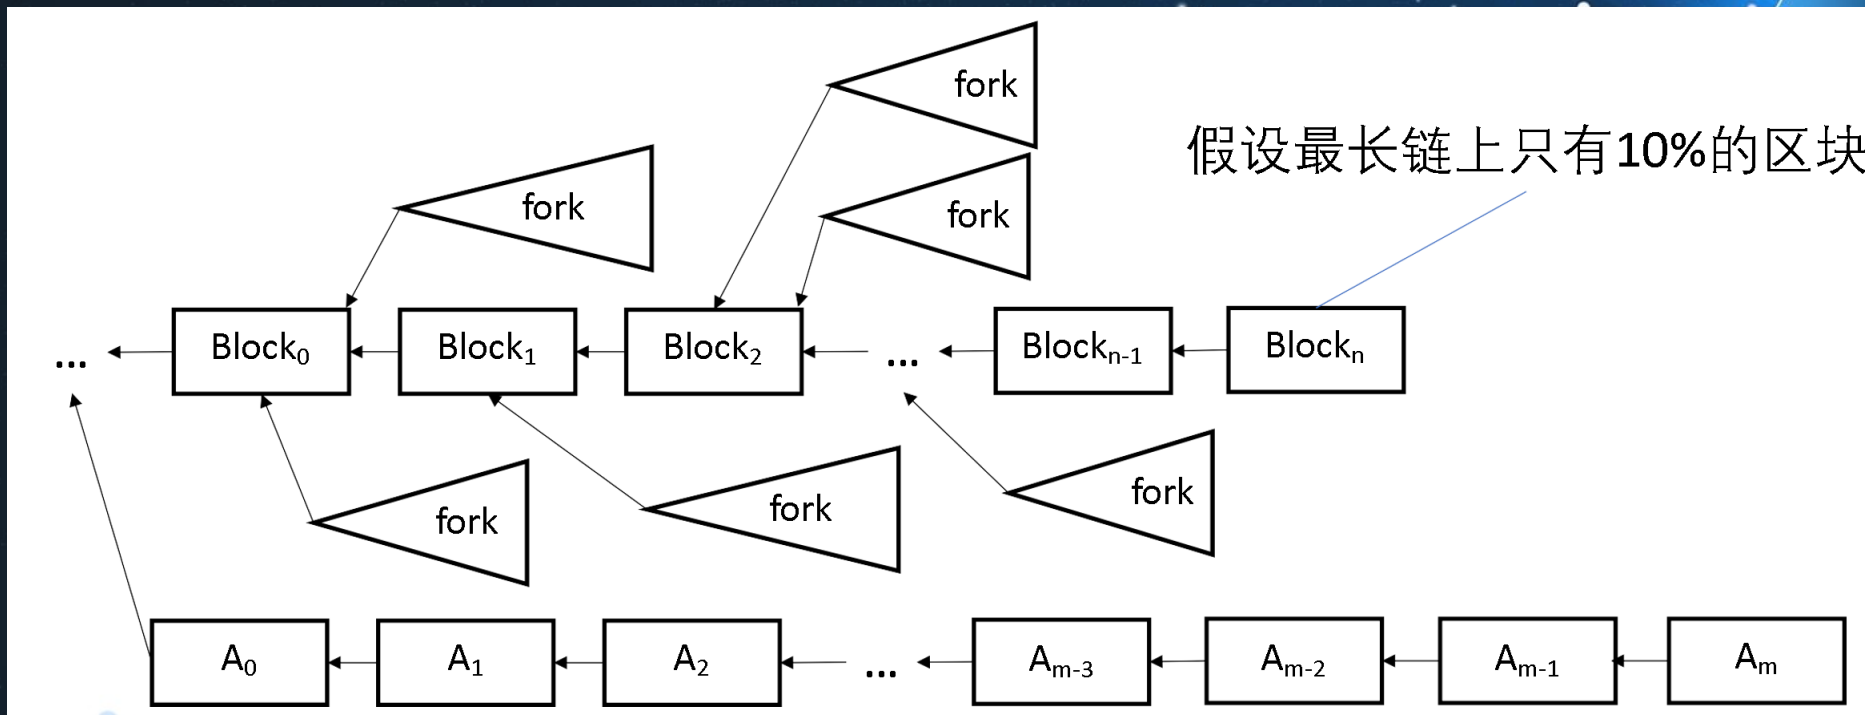 fork
fork
假设最长链上只有10%的区块
fork
fork
... Block₀ Block₁ Block₂ ... Blockₙ₋₁ Blockₙ
fork
fork
fork
A₀ A₁ A₂ ... Aₘ₋₃ Aₘ₋₂ Aₘ₋₁ Aₘ